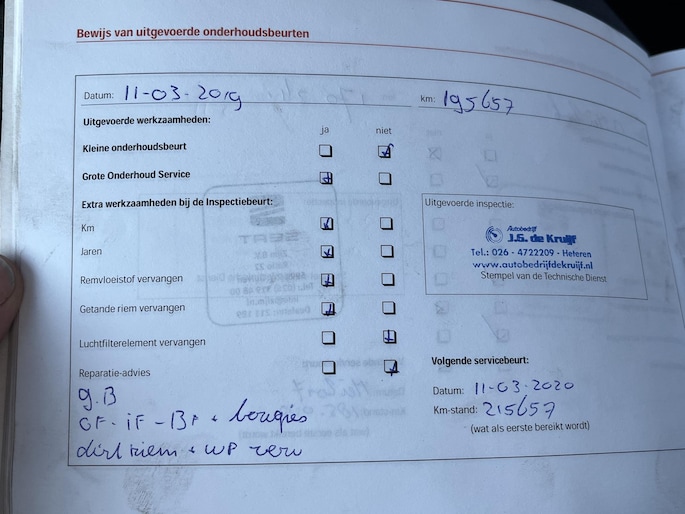 Bewijs van uitgevoerde onderhoudsbeurten
Datum: 11-03-2019 km: 195657
Uitgevoerde werkzaamheden:
ja niet
Kleine onderhoudsbeurt
Grote Onderhoud Service
Extra werkzaamheden bij de Inspectiebeurt:
Km
Jaren
Remvloeistof vervangen
Getande riem vervangen
Luchtfilterelement vervangen
Reparatie-advies
g.B
OF - iF - BF + bougies
dist riem + WP verv
Uitgevoerde inspectie:
Autobedrijf
J.S. de Kruijf
Tel.: 026 - 4722209 - Heteren
www.autobedrijfdekruijf.nl
Stempel van de Technische Dienst
Volgende servicebeurt:
Datum: 11-03-2020
Km-stand: 215657
(wat als eerste bereikt wordt)